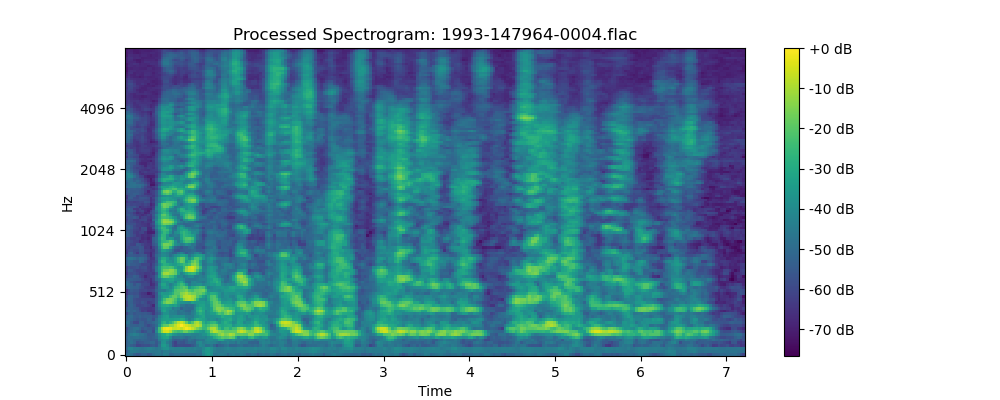 Processed Spectrogram: 1993-147964-0004.flac
Hz
4096
2048
1024
512
0
0 1 2 3 4 5 6 7
Time
+0 dB
-10 dB
-20 dB
-30 dB
-40 dB
-50 dB
-60 dB
-70 dB